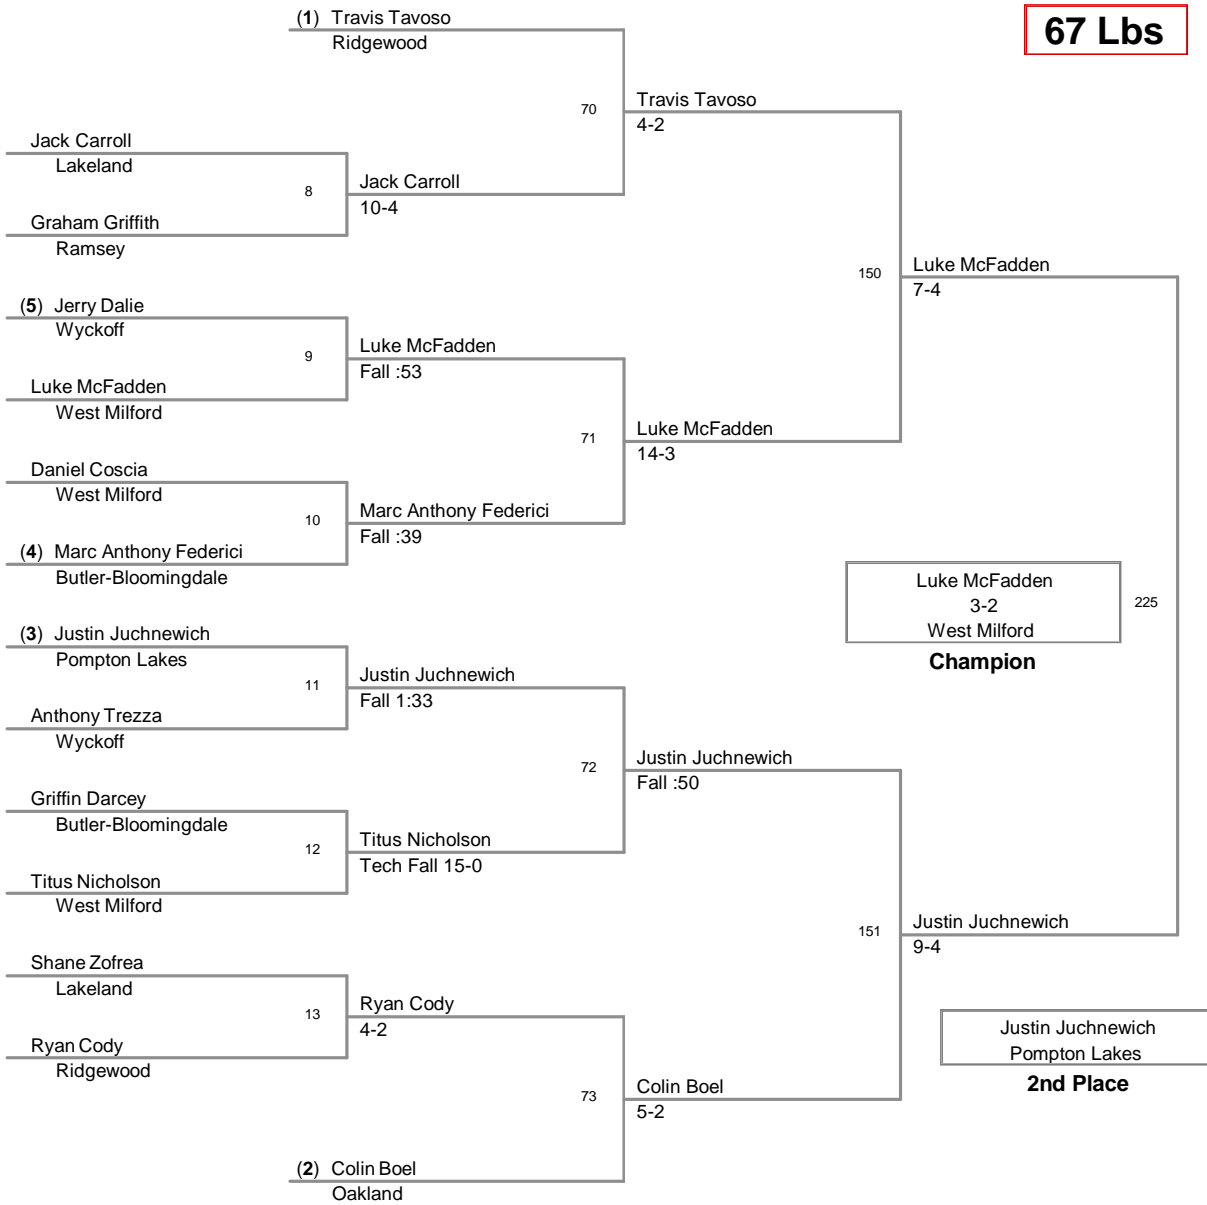 (1) Travis Tavoso
Ridgewood
67 Lbs
70
Travis Tavoso
4-2
Jack Carroll
Lakeland
8
Jack Carroll
10-4
Graham Griffith
Ramsey
150
Luke McFadden
7-4
(5) Jerry Dalie
Wyckoff
9
Luke McFadden
Fall :53
Luke McFadden
West Milford
71
Luke McFadden
14-3
Daniel Coscia
West Milford
10
Marc Anthony Federici
Fall :39
(4) Marc Anthony Federici
Butler-Bloomingdale
Luke McFadden
3-2
West Milford
225
Champion
(3) Justin Juchnewich
Pompton Lakes
11
Justin Juchnewich
Fall 1:33
Anthony Trezza
Wyckoff
72
Justin Juchnewich
Fall :50
Griffin Darcey
Butler-Bloomingdale
12
Titus Nicholson
Tech Fall 15-0
Titus Nicholson
West Milford
151
Justin Juchnewich
9-4
Shane Zofrea
Lakeland
13
Ryan Cody
4-2
Ryan Cody
Ridgewood
Justin Juchnewich
Pompton Lakes
2nd Place
73
Colin Boel
5-2
(2) Colin Boel
Oakland